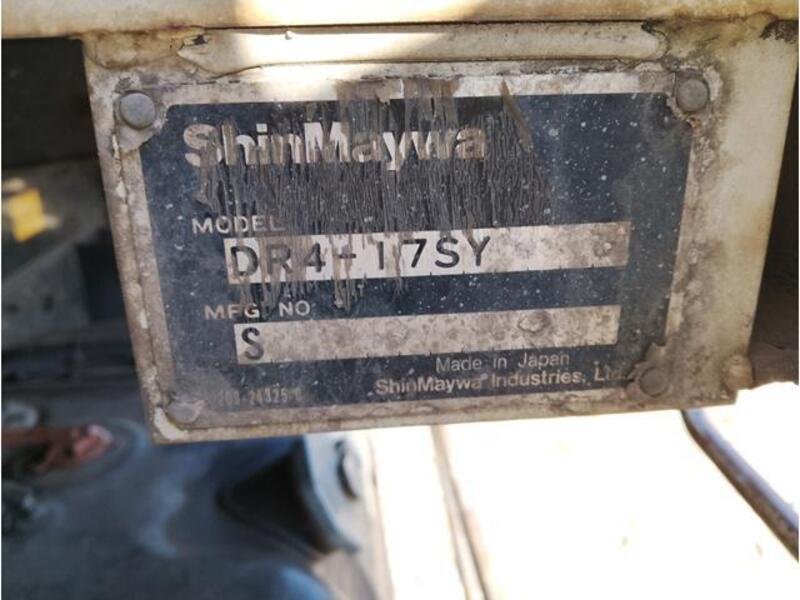 ShinMaywa
MODEL
DR4-17SY
MFG NO
S
Made in Japan
ShinMaywa Industries, Ltd.